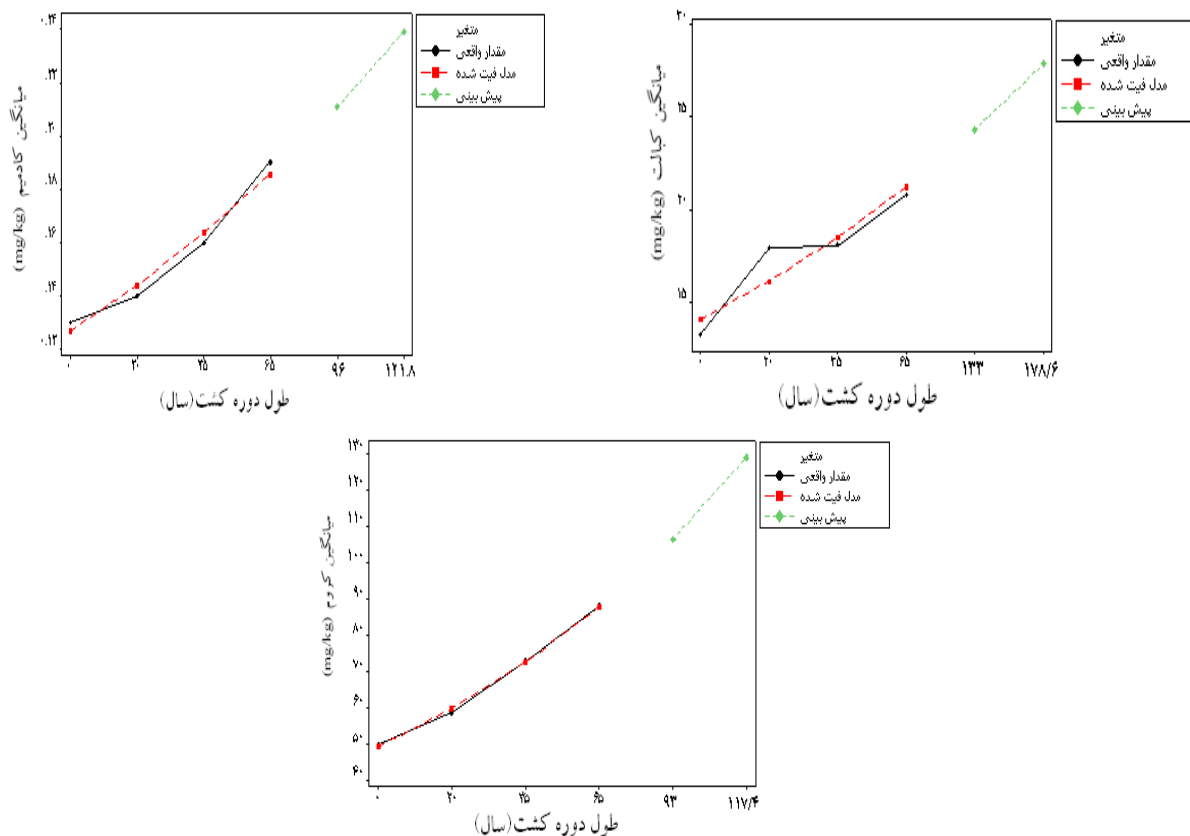 متغیر
مقدار واقعی
مدل فیت شده
پیش بینی
میانگین کادمیم (mg/kg)
۰.۲۴
۰.۲۲
۰.۲۰
۰.۱۸
۰.۱۶
۰.۱۴
۰.۱۲
۰ ۲۰ ۳۵ ۶۵ ۹۶ ۱۲۱.۸
طول دوره کشت(سال)
متغیر
مقدار واقعی
مدل فیت شده
پیش بینی
میانگین کبالت (mg/kg)
۳۰
۲۵
۲۰
۱۵
۰ ۲۰ ۳۵ ۶۵ ۱۳۳ ۱۷۸/۶
طول دوره کشت(سال)
متغیر
مقدار واقعی
مدل فیت شده
پیش بینی
میانگین کروم (mg/kg)
۱۳۰
۱۲۰
۱۱۰
۱۰۰
۹۰
۸۰
۷۰
۶۰
۵۰
۴۰
۰ ۲۰ ۳۵ ۶۵ ۹۳ ۱۱۷/۴
طول دوره کشت(سال)